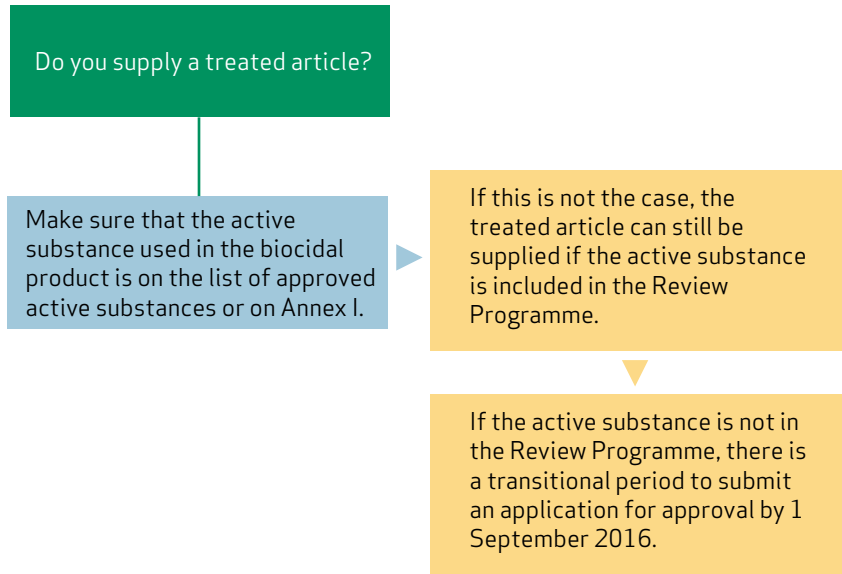 Do you supply a treated article?
Make sure that the active
substance used in the biocidal
product is on the list of approved
active substances or on Annex I.
If this is not the case, the
treated article can still be
supplied if the active substance
is included in the Review
Programme.
If the active substance is not in
the Review Programme, there is
a transitional period to submit
an application for approval by 1
September 2016.